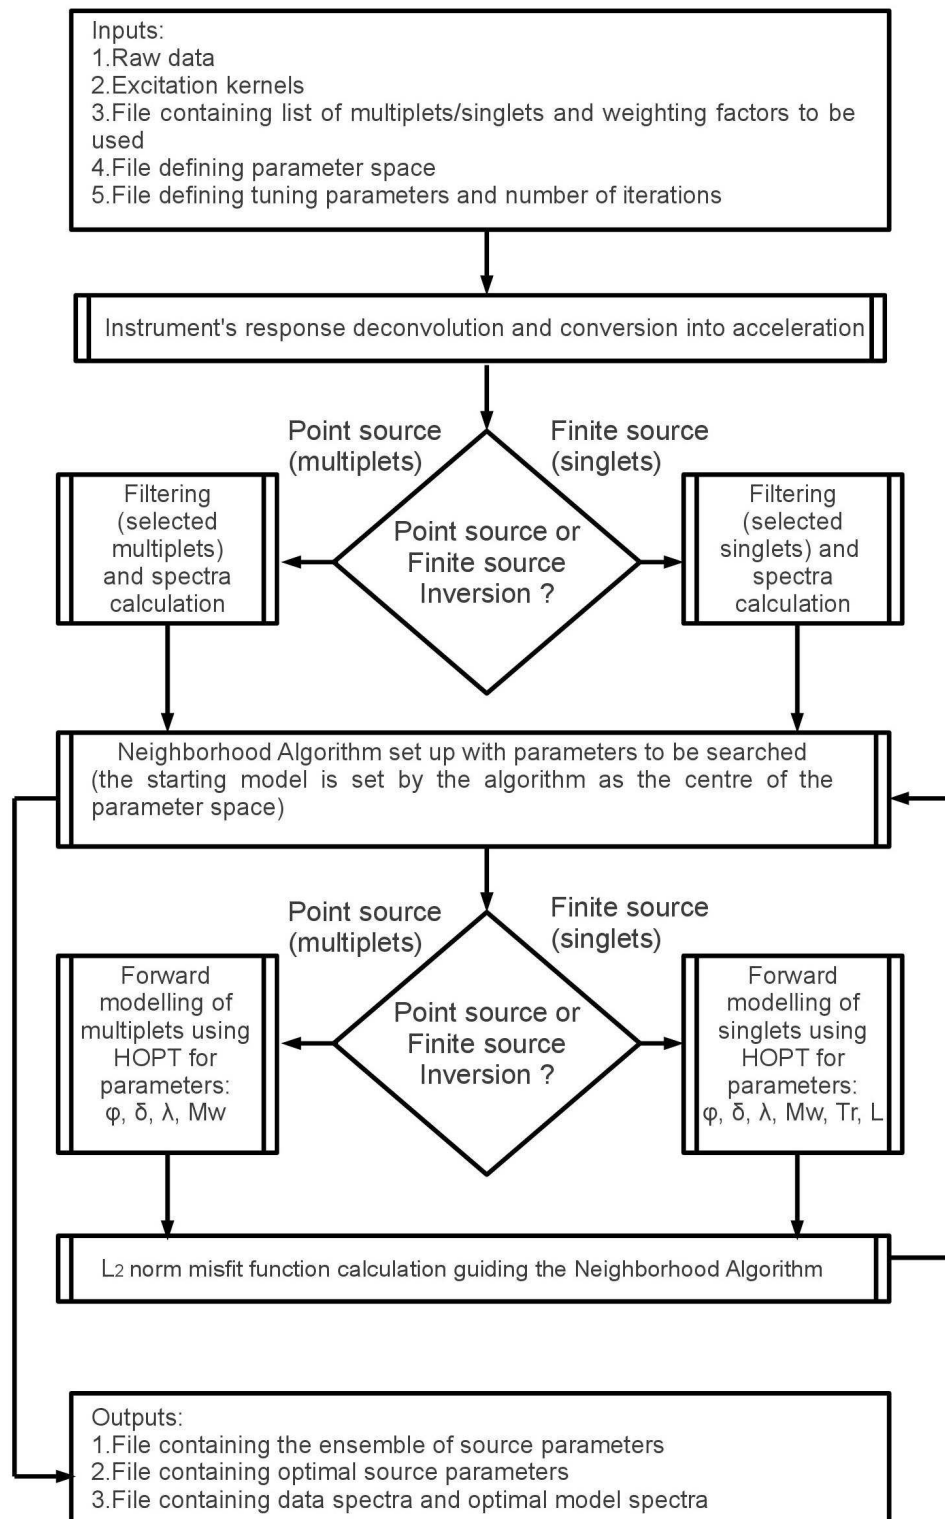 Inputs:
1.Raw data
2.Excitation kernels
3.File containing list of multiplets/singlets and weighting factors to be
used
4.File defining parameter space
5.File defining tuning parameters and number of iterations
Instrument's response deconvolution and conversion into acceleration
Point source
(multiplets)
Finite source
(singlets)
Filtering
(selected
multiplets)
and spectra
calculation
Point source or
Finite source
Inversion ?
Filtering
(selected
singlets) and
spectra
calculation
Neighborhood Algorithm set up with parameters to be searched
(the starting model is set by the algorithm as the centre of the
parameter space)
Point source
(multiplets)
Finite source
(singlets)
Forward
modelling of
multiplets using
HOPT for
parameters:
φ, δ, λ, Mw
Point source or
Finite source
Inversion ?
Forward
modelling of
singlets using
HOPT for
parameters:
φ, δ, λ, Mw, Tr, L
L2 norm misfit function calculation guiding the Neighborhood Algorithm
Outputs:
1.File containing the ensemble of source parameters
2.File containing optimal source parameters
3.File containing data spectra and optimal model spectra